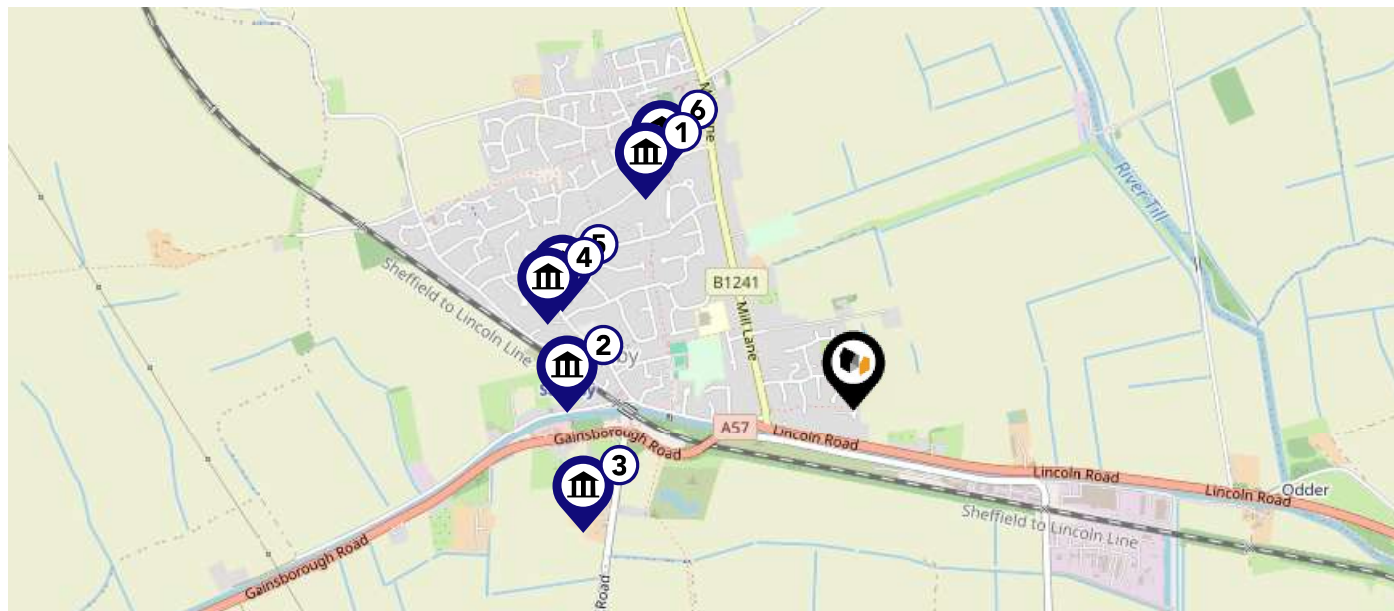 6
1
5
4
Sheffield to Lincoln Line
B1241
River Till
Mill Lane
2
A57
Lincoln Road
Gainsborough Road
3
Lincoln Road
Odder
Lincoln Road
Sheffield to Lincoln Line
Gainsborough Road
Road